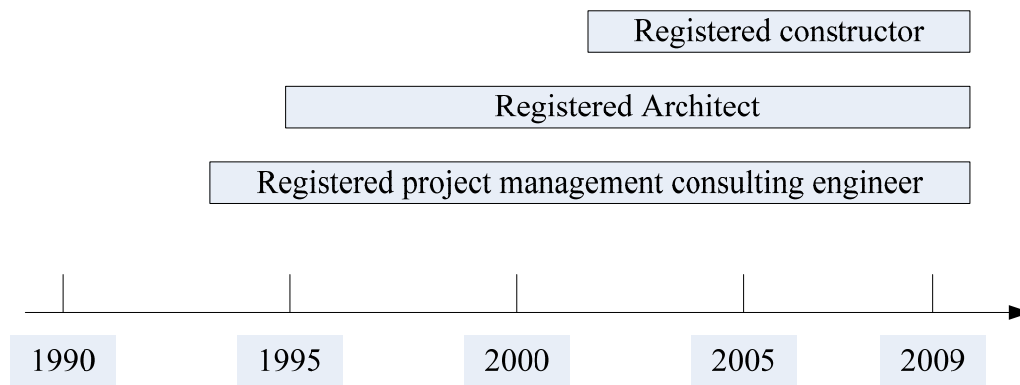 Registered constructor
Registered Architect
Registered project management consulting engineer
1990 1995 2000 2005 2009